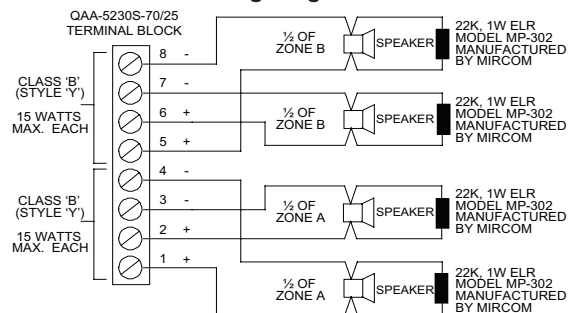 QAA-5230S-70/25
TERMINAL BLOCK
8 -
7 -
6 +
5 +
4 -
3 -
2 +
1 +
CLASS ‘B’
(STYLE ‘Y’)
15 WATTS
MAX. EACH
CLASS ‘B’
(STYLE ‘Y’)
15 WATTS
MAX. EACH
½ OF
ZONE B
SPEAKER
22K, 1W ELR
MODEL MP-302
MANUFACTURED
BY MIRCOM
½ OF
ZONE B
SPEAKER
22K, 1W ELR
MODEL MP-302
MANUFACTURED
BY MIRCOM
½ OF
ZONE A
SPEAKER
22K, 1W ELR
MODEL MP-302
MANUFACTURED
BY MIRCOM
½ OF
ZONE A
SPEAKER
22K, 1W ELR
MODEL MP-302
MANUFACTURED
BY MIRCOM